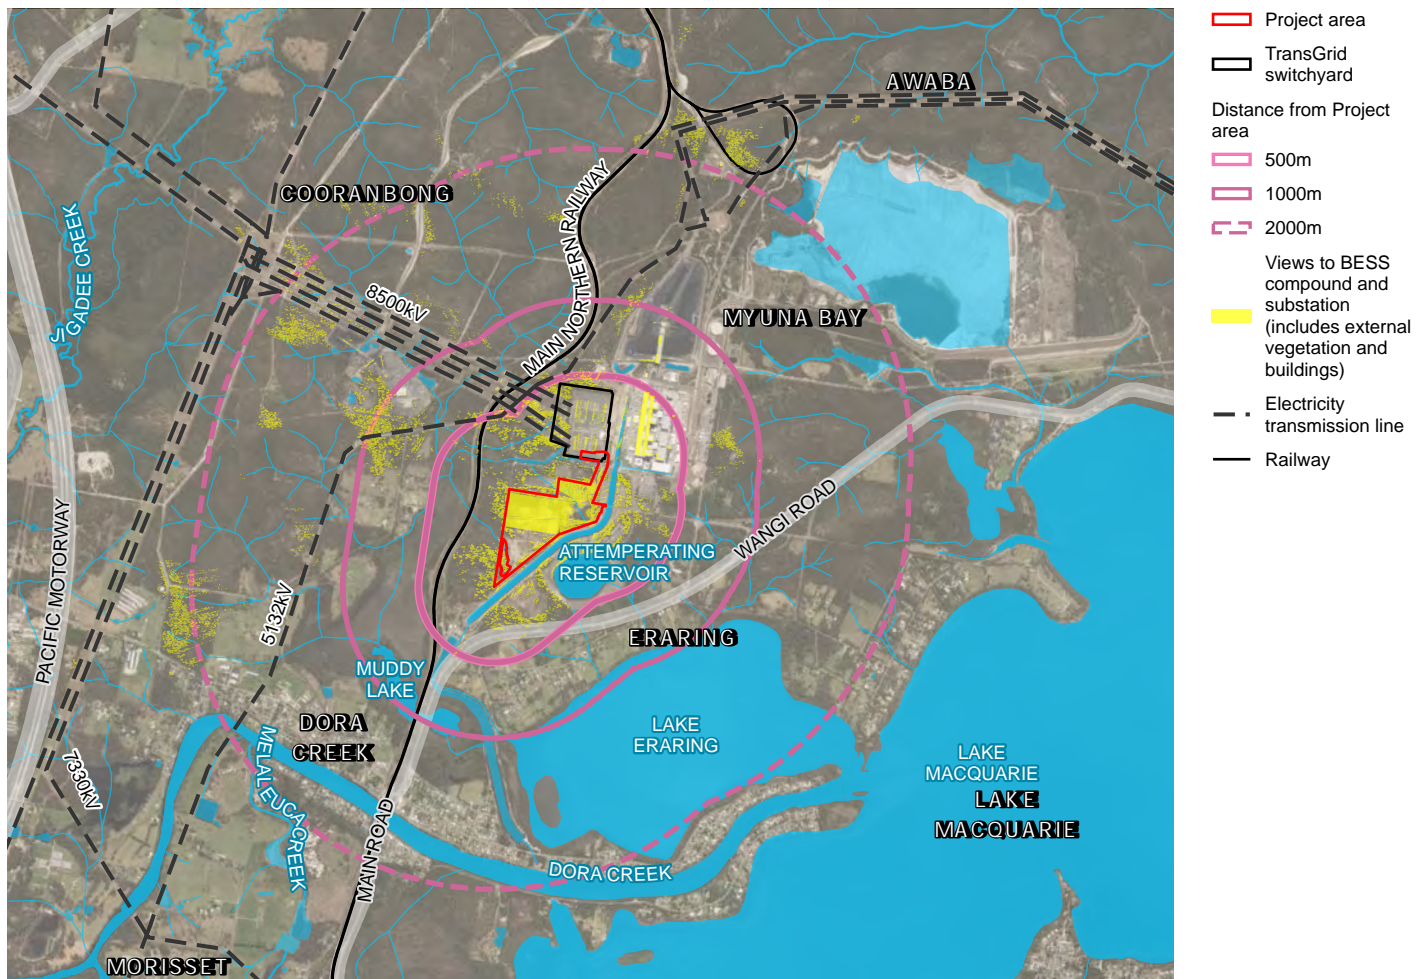 AWABA
COORANBONG
JIGADEE CREEK
MAIN NORTHERN RAILWAY
8500kV
MYUNA BAY
PACIFIC MOTORWAY
WANGI ROAD
ATTEMPERATING
RESERVOIR
5132kV
ERARING
MUDDY
LAKE
DORA
CREEK
LAKE
ERARING
MELALEUCA CREEK
7330kV
LAKE
MACQUARIE
LAKE
MACQUARIE
MAIN ROAD
DORA CREEK
MORISSET
Project area
TransGrid
switchyard
Distance from Project
area
500m
1000m
2000m
Views to BESS
compound and
substation
(includes external
vegetation and
buildings)
Electricity
transmission line
Railway